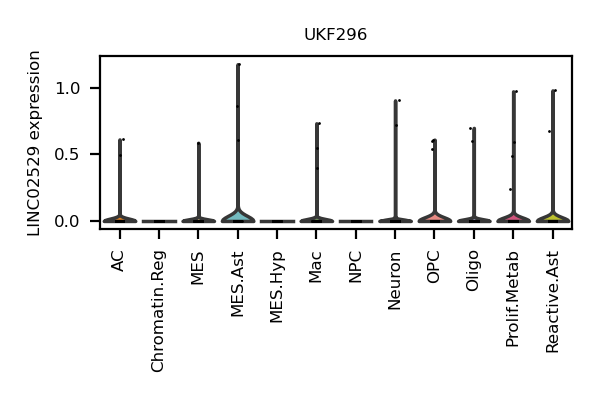 UKF296
LINC02529 expression
1.0
0.5
0.0
AC
Chromatin.Reg
MES
MES.Ast
MES.Hyp
Mac
NPC
Neuron
OPC
Oligo
Prolif.Metab
Reactive.Ast